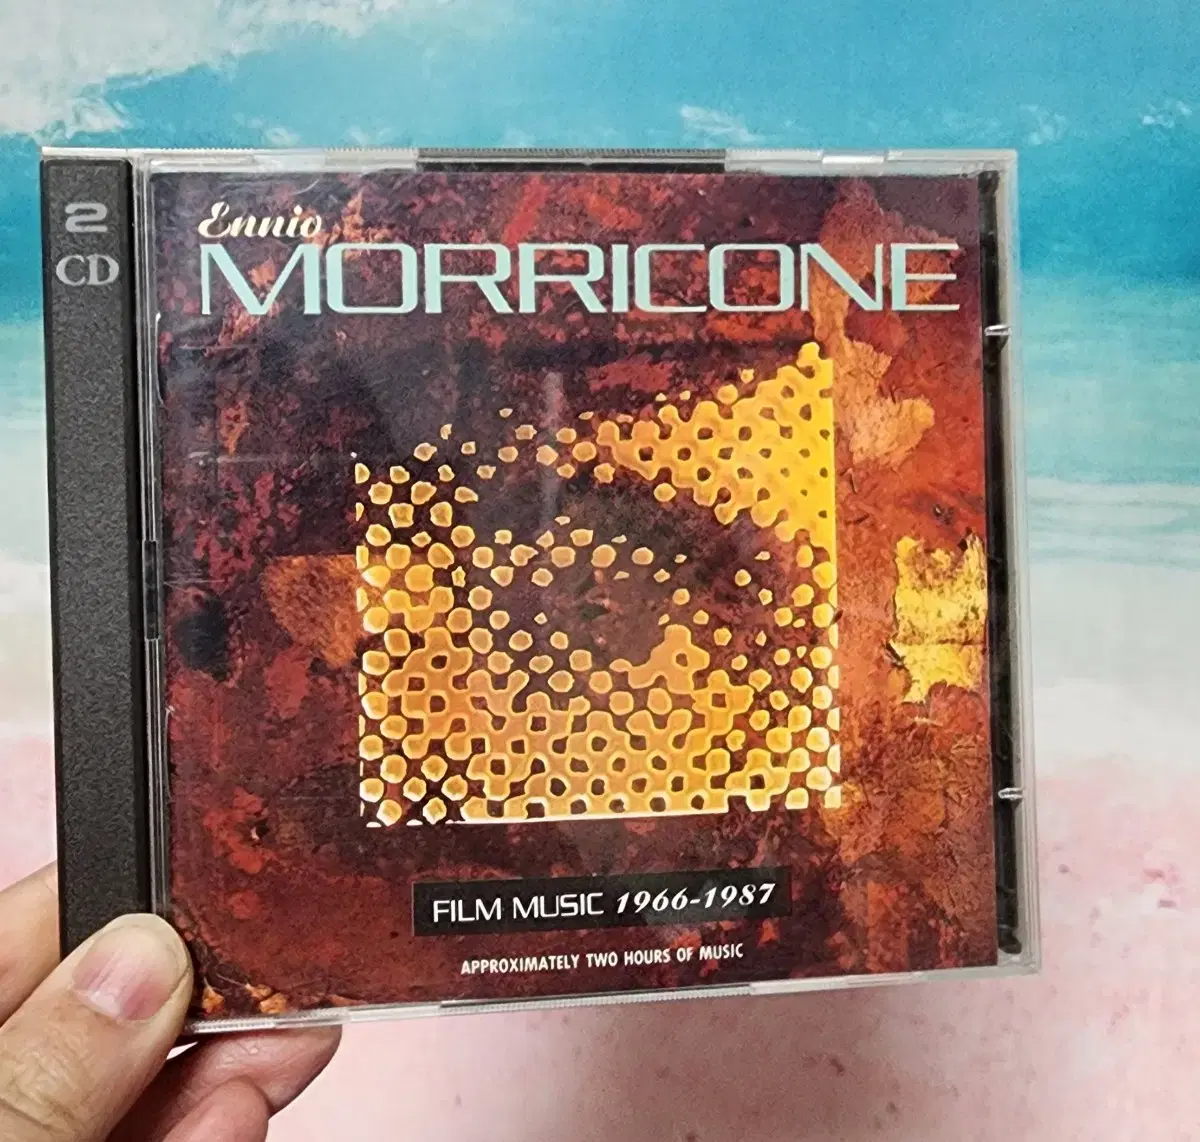 2
CD
Ennio
MORRICONE
FILM MUSIC 1966-1987
APPROXIMATELY TWO HOURS OF MUSIC